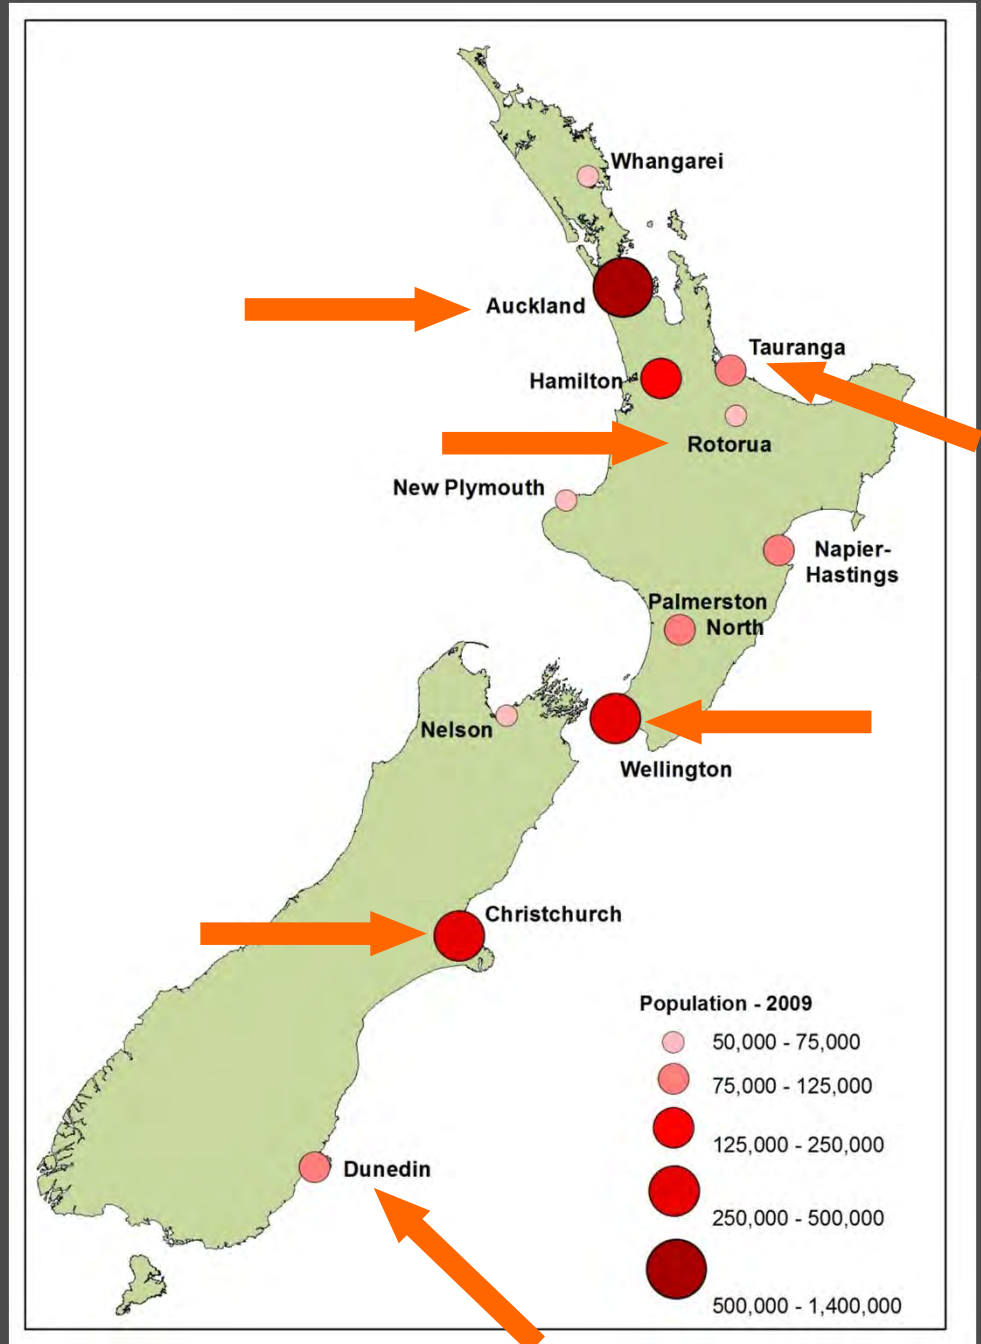 Whangarei
Auckland
Tauranga
Hamilton
Rotorua
New Plymouth
Napier-
Hastings
Palmerston
North
Nelson
Wellington
Christchurch
Population - 2009
50,000 - 75,000
75,000 - 125,000
125,000 - 250,000
250,000 - 500,000
500,000 - 1,400,000
Dunedin